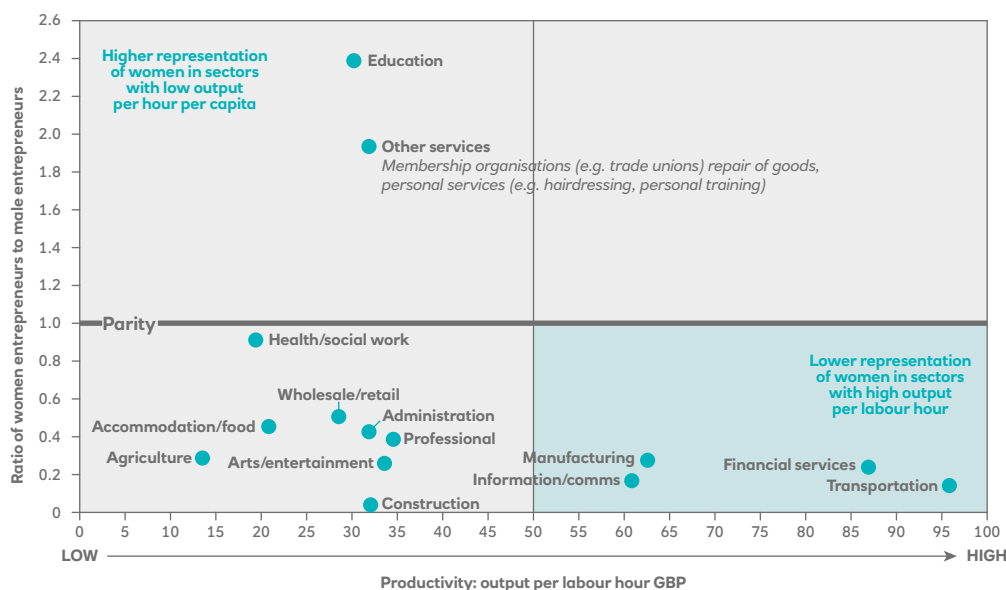 2.6
2.4
2.2
2.0
1.8
1.6
1.4
1.2
1.0
0.8
0.6
0.4
0.2
0
Ratio of women entrepreneurs to male entrepreneurs
Higher representation
of women in sectors
with low output
per hour per capita
Education
Other services
Membership organisations (e.g. trade unions) repair of goods,
personal services (e.g. hairdressing, personal training)
Parity
Health/social work
Lower representation
of women in sectors
with high output
per labour hour
Wholesale/retail
Administration
Accommodation/food
Professional
Agriculture
Arts/entertainment
Manufacturing
Financial services
Information/comms
Transportation
Construction
0 5 10 15 20 25 30 35 40 45 50 55 60 65 70 75 80 85 90 95 100
LOW
HIGH
Productivity: output per labour hour GBP